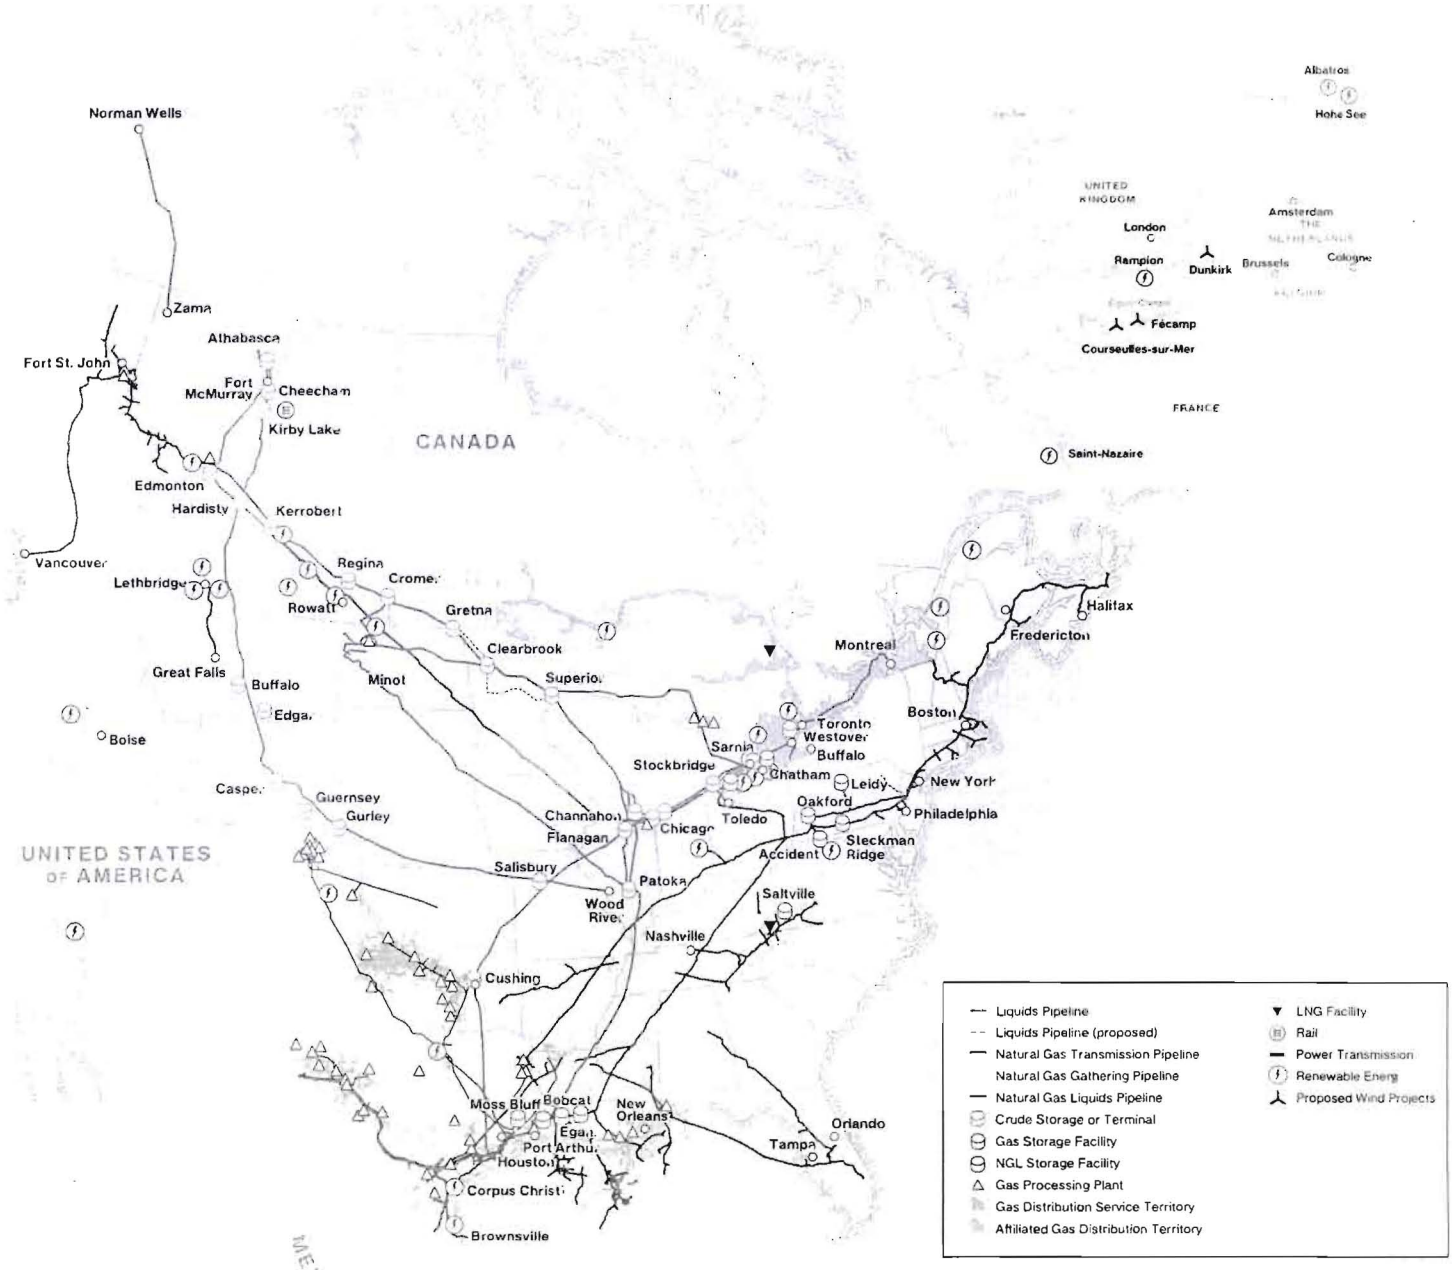 Albatros
Hohe See
Norman Wells
UNITED
KINGDOM
London
Amsterdam
THE
NETHERLANDS
Rampion
Dunkirk
Brussels
Cologne
BELGIUM
Fécamp
Courseulles-sur-Mer
FRANCE
Saint-Nazaire
Zama
Athabasca
Fort St. John
Fort
McMurray
Cheecham
Kirby Lake
CANADA
Edmonton
Hardisty
Kerrobert
Vancouver
Lethbridge
Regina
Cromer
Rowatt
Gretna
Halifax
Fredericton
Montreal
Clearbrook
Great Falls
Minot
Superior
Buffalo
Edgar
Boise
Boston
Toronto
Westover
Buffalo
Sarnia
Stockbridge
Chatham
Leidy
New York
Casper
Guernsey
Gurley
Channahon
Flanagan
Chicago
Toledo
Oakford
Philadelphia
Accident
Steckman
Ridge
UNITED STATES
OF AMERICA
Salisbury
Wood
River
Patoka
Saltville
Nashville
Cushing
Moss Bluff
Bobcat
New
Orleans
Egan
Port Arthur
Houston
Tampa
Orlando
Corpus Christi
Brownsville
Liquids Pipeline
Liquids Pipeline (proposed)
Natural Gas Transmission Pipeline
Natural Gas Gathering Pipeline
Natural Gas Liquids Pipeline
Crude Storage or Terminal
Gas Storage Facility
NGL Storage Facility
Gas Processing Plant
Gas Distribution Service Territory
Affiliated Gas Distribution Territory
LNG Facility
Rail
Power Transmission
Renewable Energ
Proposed Wind Projects